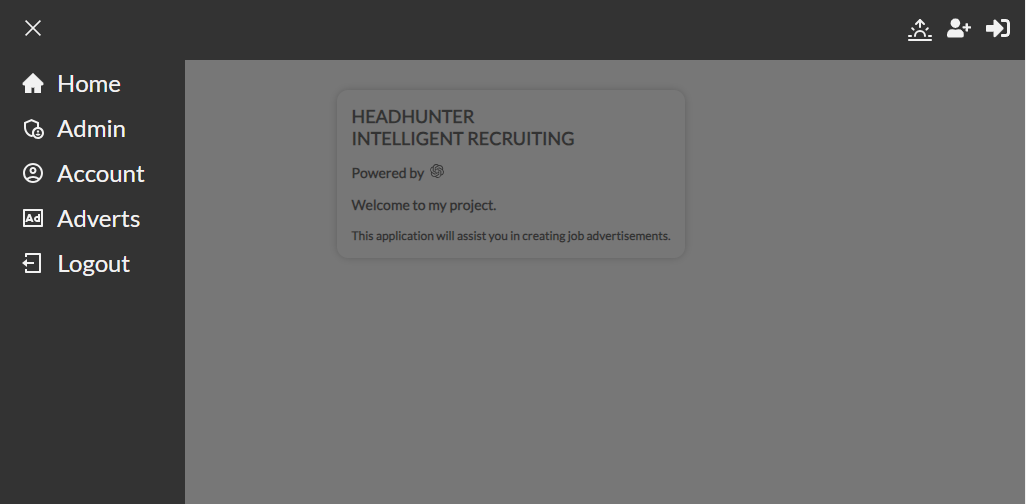 Home
Admin
Account
Ad Adverts
Logout
HEADHUNTER
INTELLIGENT RECRUITING
Powered by
Welcome to my project.
This application will assist you in creating job advertisements.